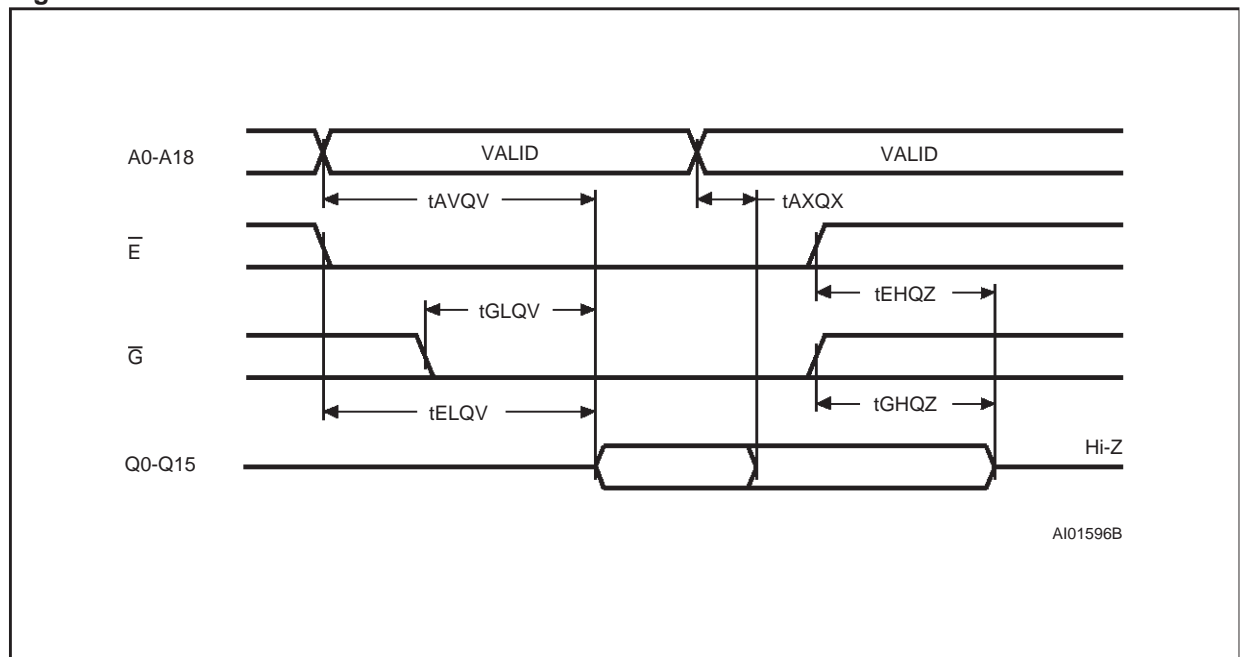 A0-A18
VALID
VALID
tAVQV
tAXQX
E
tEHQZ
tGLQV
G
tGHQZ
tELQV
Hi-Z
Q0-Q15
AI01596B